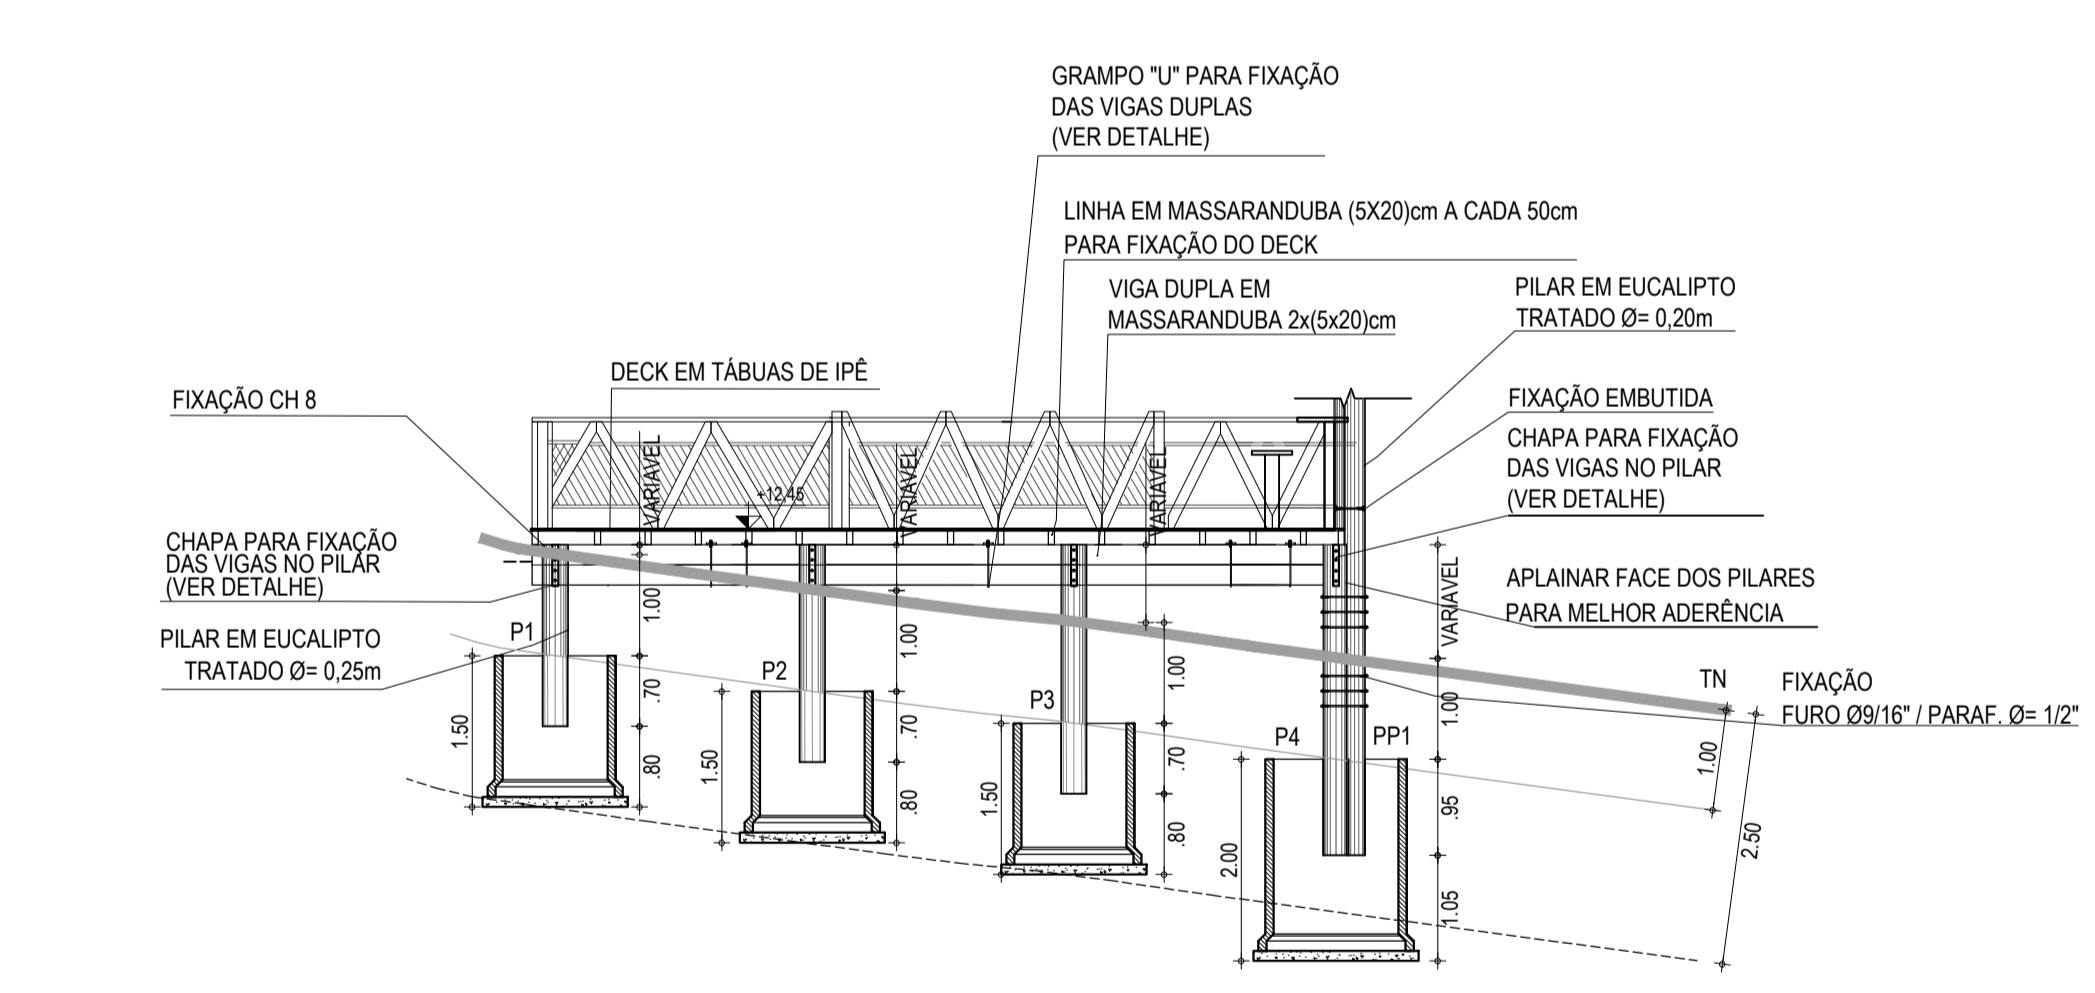 GRAMPO "U" PARA FIXAÇÃO
DAS VIGAS DUPLAS
(VER DETALHE)
LINHA EM MASSARANDUBA (5X20)cm A CADA 50cm
PARA FIXAÇÃO DO DECK
VIGA DUPLA EM
MASSARANDUBA 2x(5x20)cm
PILAR EM EUCALIPTO
TRATADO Ø= 0,20m
DECK EM TÁBUAS DE IPÊ
FIXAÇÃO CH 8
FIXAÇÃO EMBUTIDA
CHAPA PARA FIXAÇÃO
DAS VIGAS NO PILAR
(VER DETALHE)
VARIAVEL
VARIAVEL
VARIAVEL
+12,45
CHAPA PARA FIXAÇÃO
DAS VIGAS NO PILAR
(VER DETALHE)
VARIAVEL
APLAINAR FACE DOS PILARES
PARA MELHOR ADERÊNCIA
PILAR EM EUCALIPTO
TRATADO Ø= 0,25m
P1
1.00
1.00
1.00
1.00
P2
P3
P4
PP1
TN
FIXAÇÃO
FURO Ø9/16" / PARAF. Ø= 1/2"
1.50
.70
.80
1.50
.70
.80
1.50
.70
.80
2.00
.95
1.05
1.00
2.50